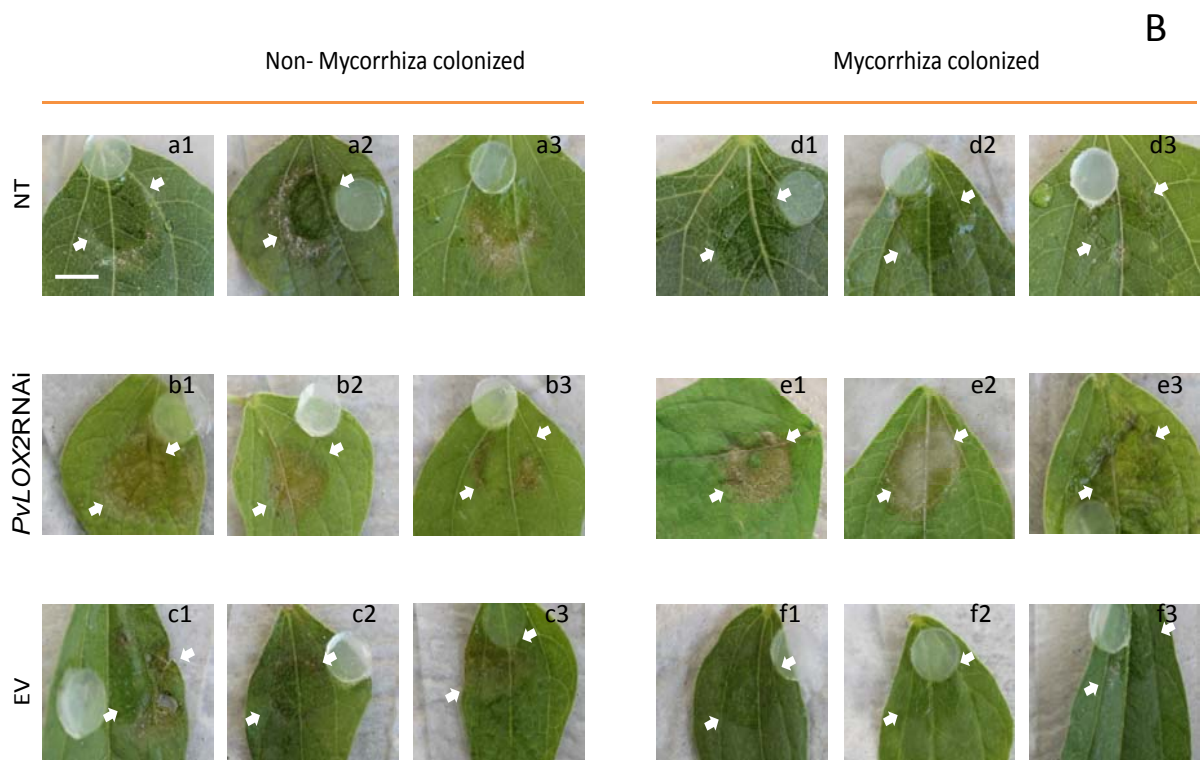 B
Non- Mycorrhiza colonized
Mycorrhiza colonized
NT
a1
a2
a3
d1
d2
d3
PvLOX2RNAi
b1
b2
b3
e1
e2
e3
EV
c1
c2
c3
f1
f2
f3